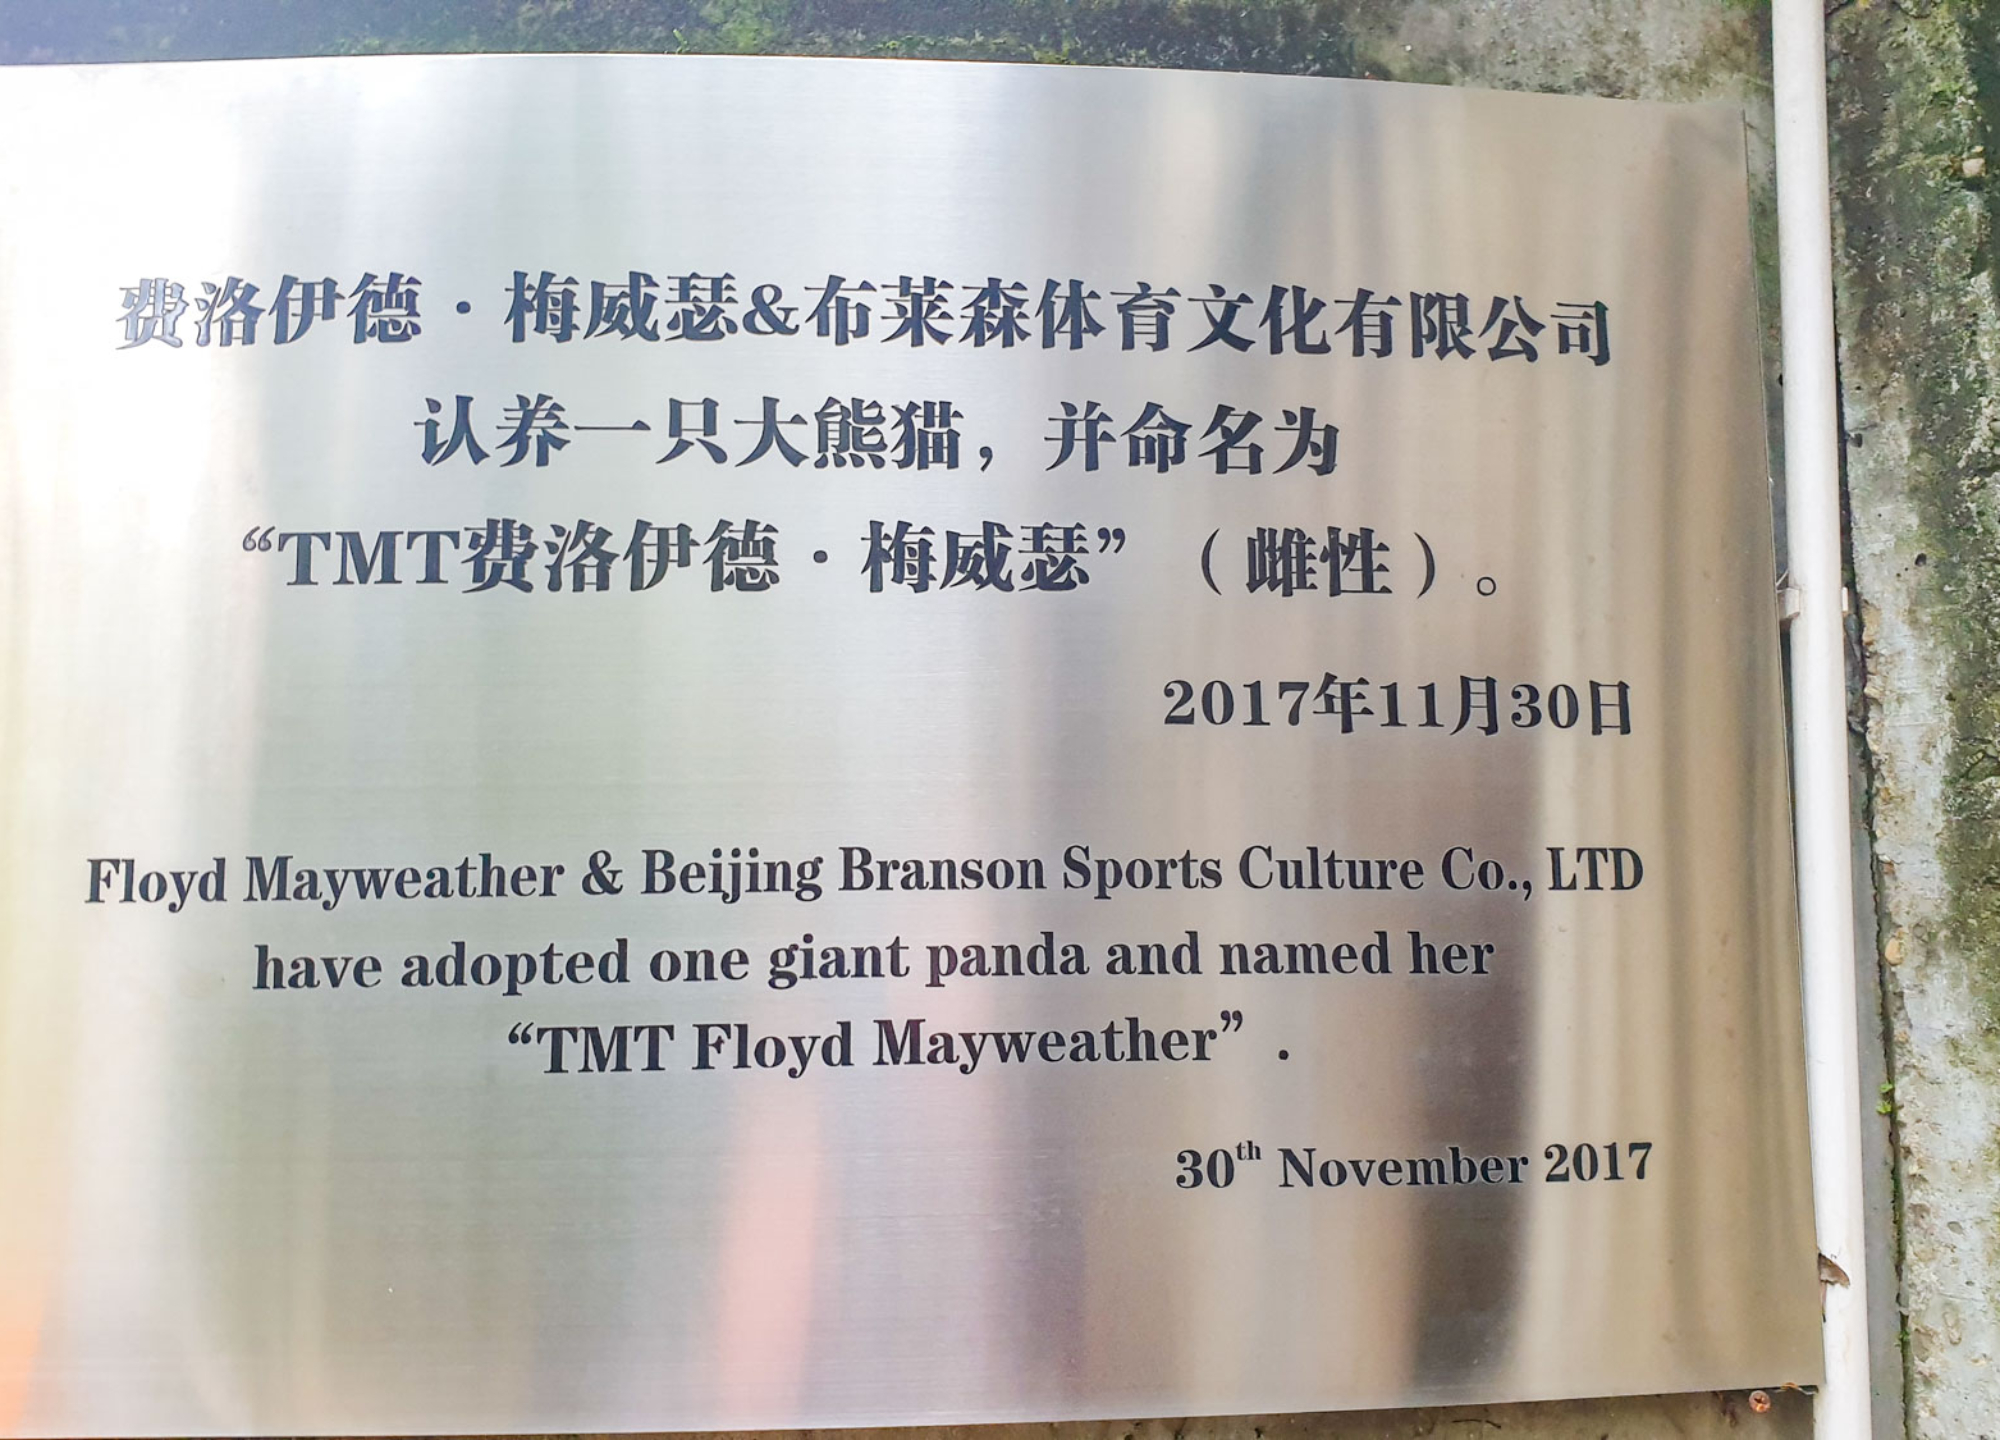 费洛伊德·梅威瑟&布莱森体育文化有限公司
认养一只大熊猫，并命名为
“TMT费洛伊德·梅威瑟”（雌性）。
2017年11月30日
Floyd Mayweather & Beijing Branson Sports Culture Co., LTD
have adopted one giant panda and named her
“TMT Floyd Mayweather” .
30th November 2017